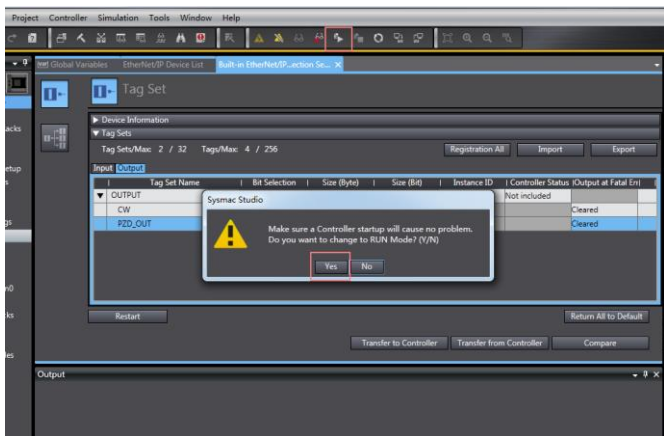 Project Controller Simulation Tools Window Help
Global Variables EtherNet/IP Device List Built-in EtherNet/IP...ection Se... X
Tag Set
▶ Device Information
▼ Tag Sets
Tag Sets/Max: 2 / 32 Tags/Max: 4 / 256 Registration All Import Export
Input Output
Tag Set Name | Bit Selection | Size (Byte) | Size (Bit) | Instance ID | Controller Status |Output at Fatal Err|
▼ OUTPUT Not included
CW Cleared
PZD_OUT Cleared
Sysmac Studio
Make sure a Controller startup will cause no problem.
Do you want to change to RUN Mode? (Y/N)
Yes No
Restart Return All to Default
Transfer to Controller Transfer from Controller Compare
Output